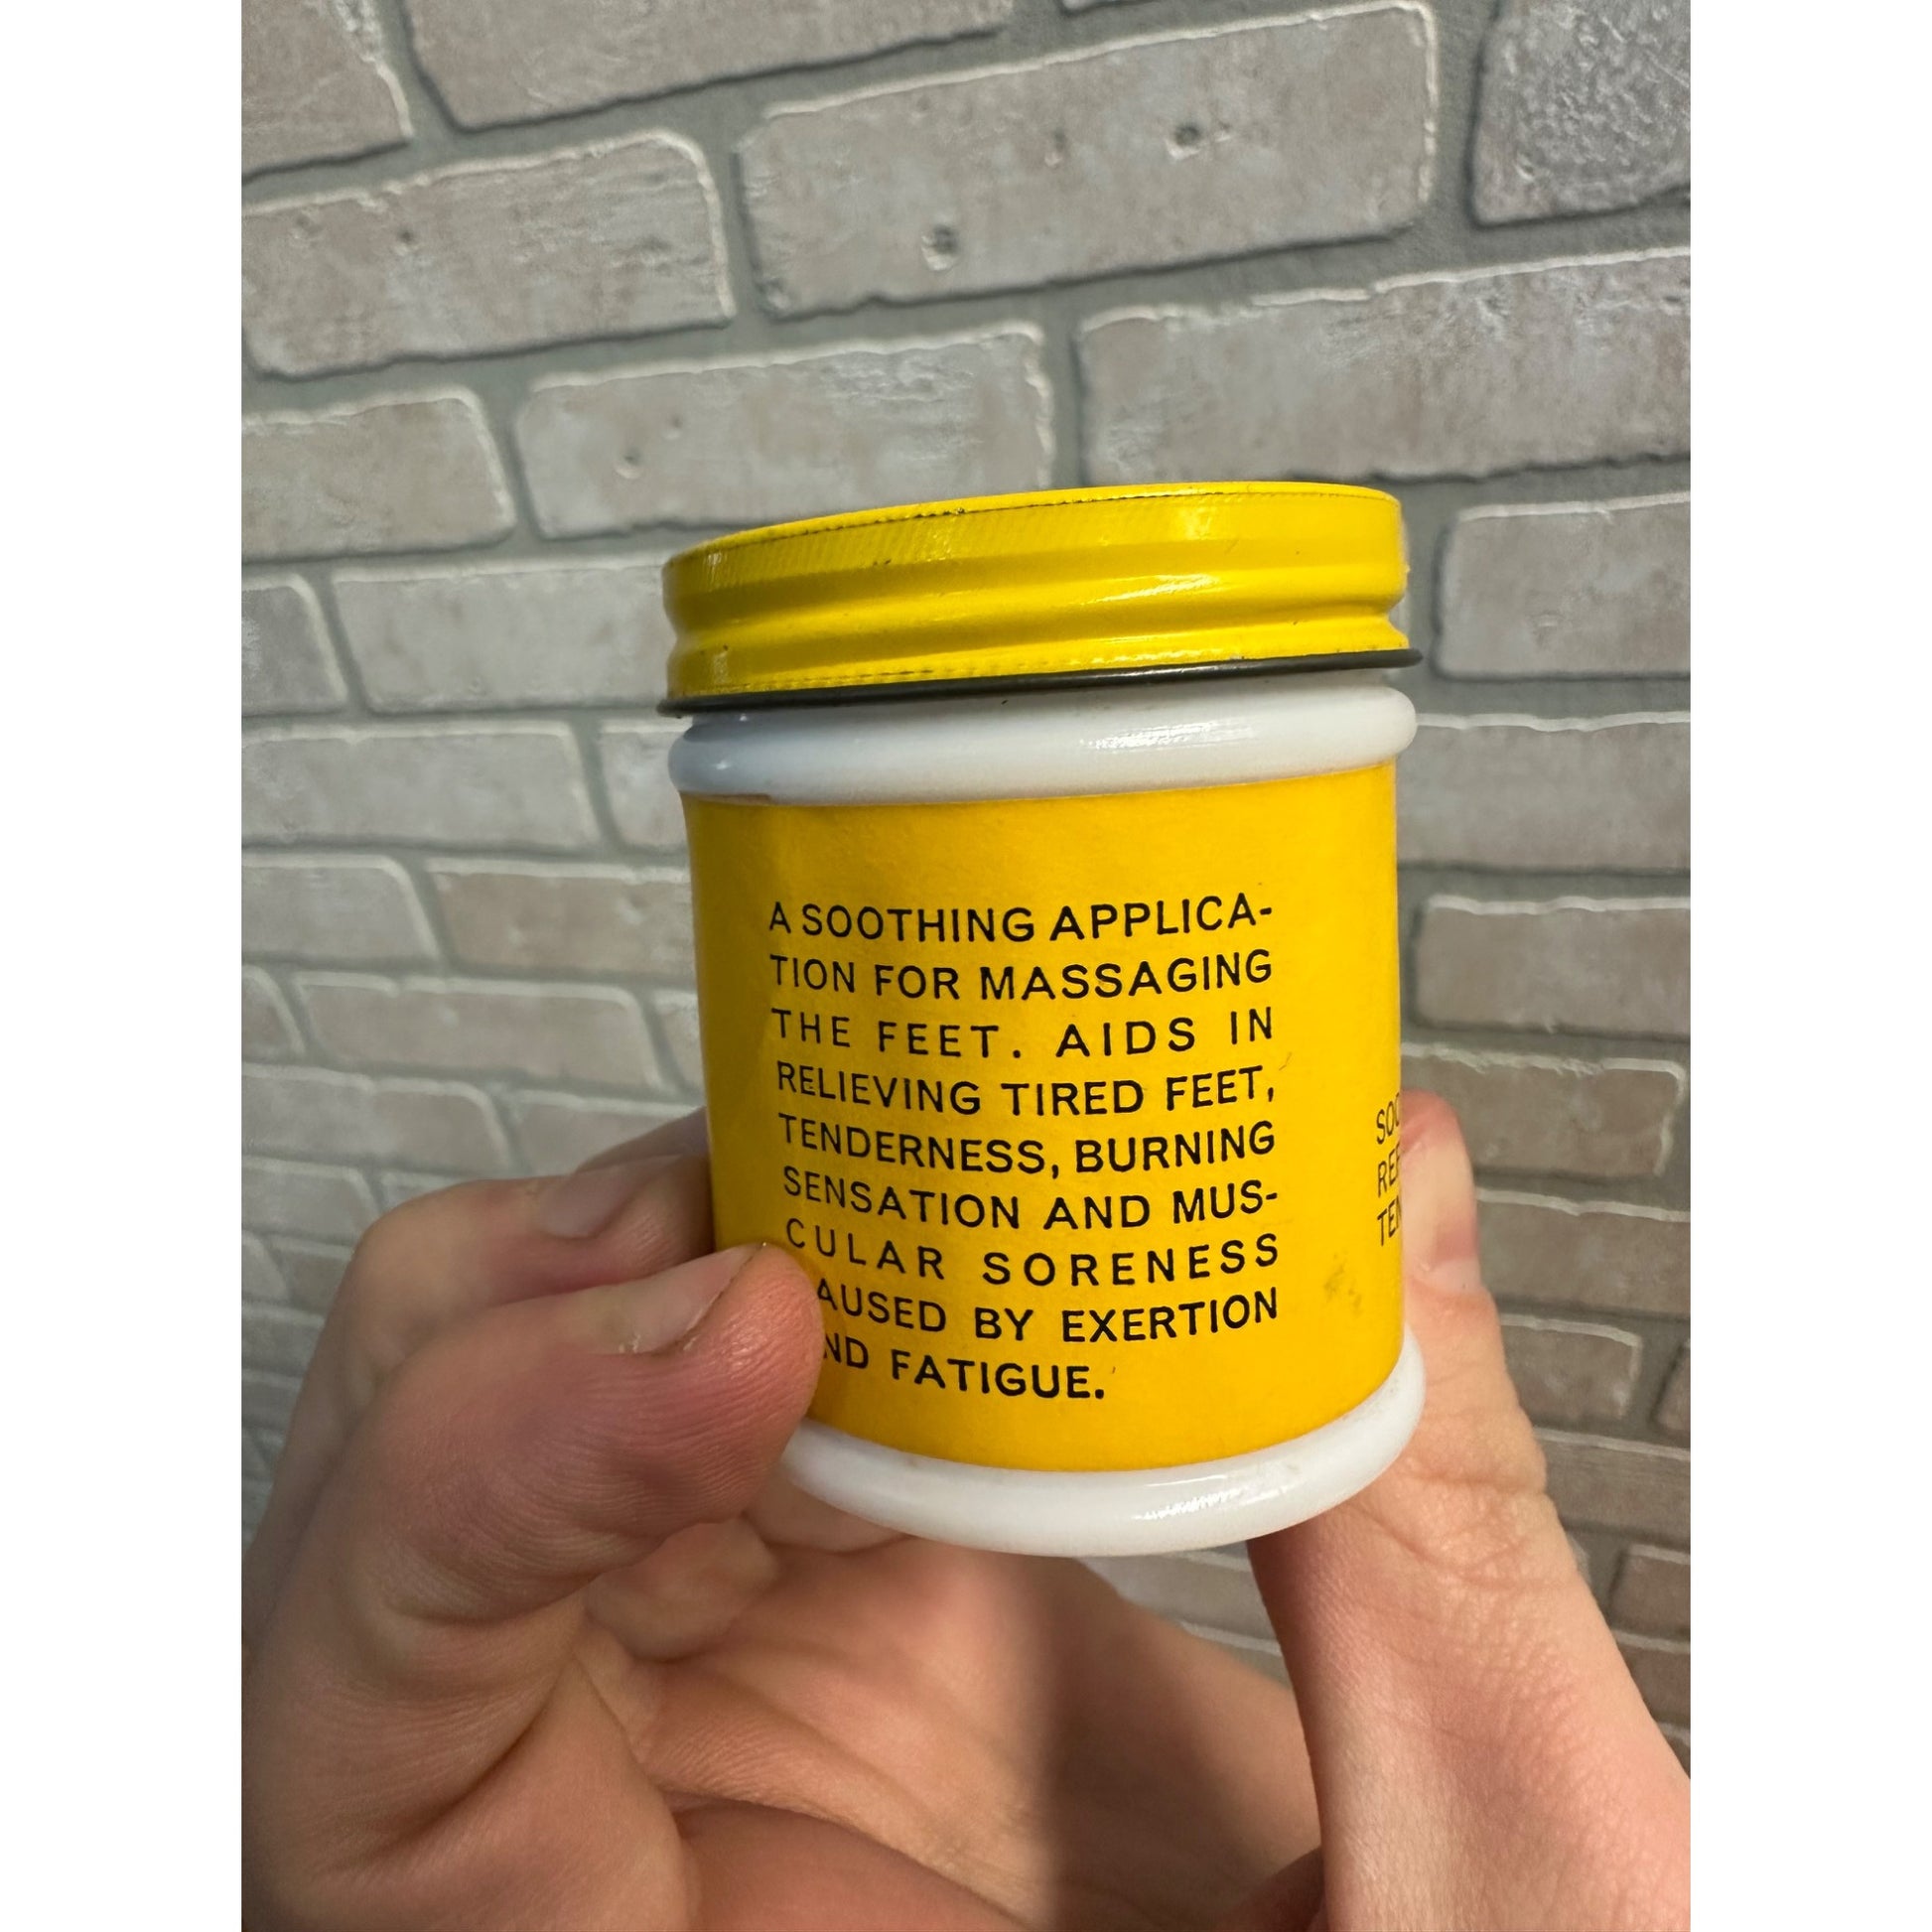 A SOOTHING APPLICA-
TION FOR MASSAGING
THE FEET. AIDS IN
RELIEVING TIRED FEET,
TENDERNESS, BURNING
SENSATION AND MUS-
CULAR SORENESS
AUSED BY EXERTION
ND FATIGUE.